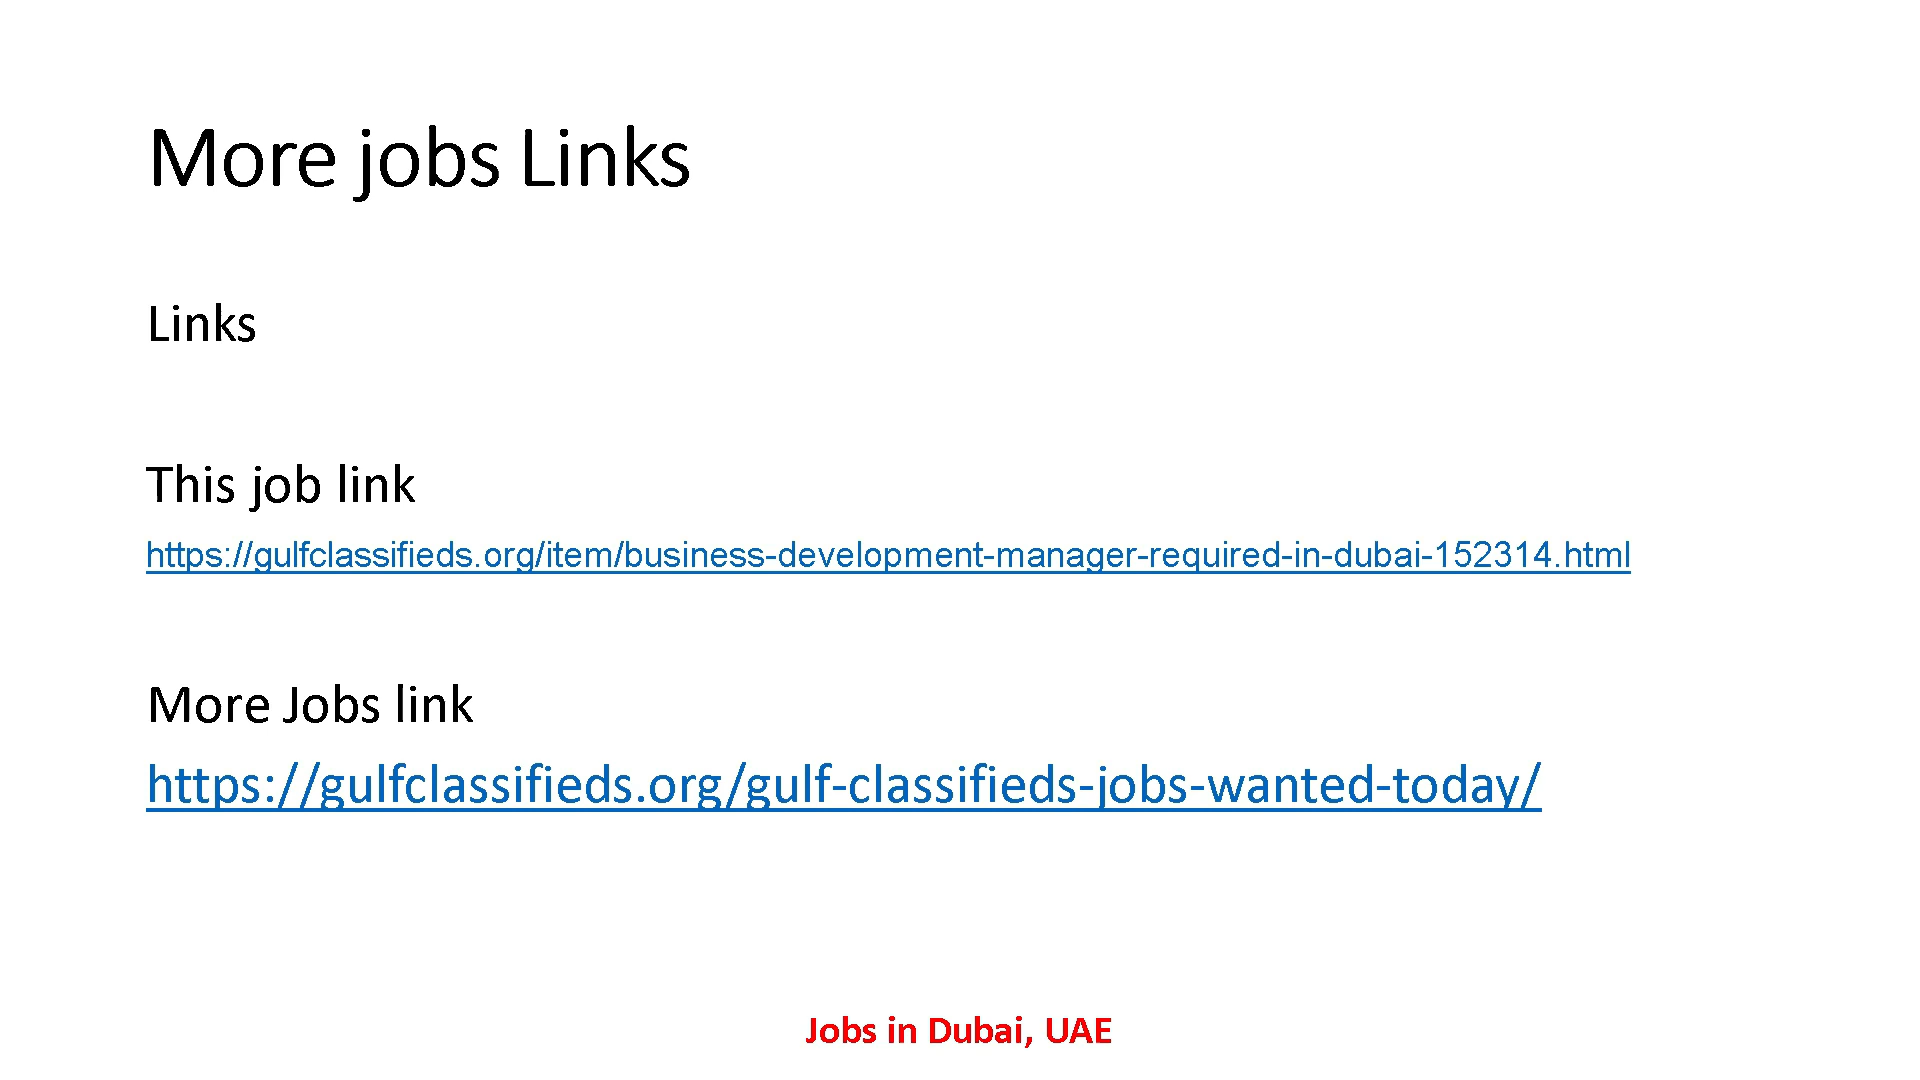 More jobs Links
Links
This job link
https://gulfclassifieds.org/item/business-development-manager-required-in-dubai-152314.html
More Jobs link
https://gulfclassifieds.org/gulf-classifieds-jobs-wanted-today/
Jobs in Dubai, UAE